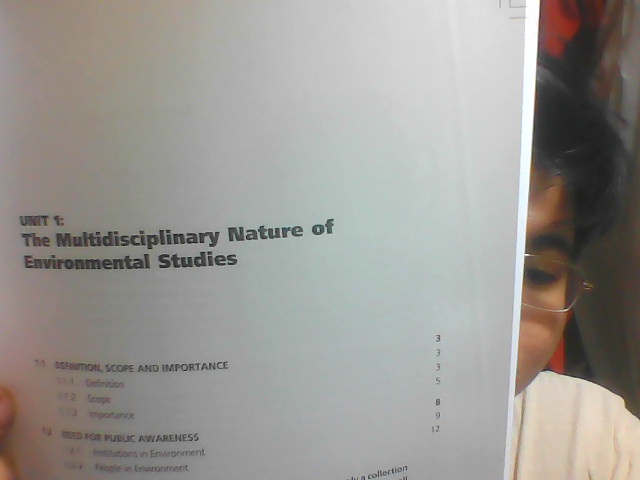 UNIT 1:
The Multidisciplinary Nature of
Environmental Studies
3
1.1 DEFINITION, SCOPE AND IMPORTANCE 3
1.1.1 Definition 3
1.1.2 Scope 5
1.1.3 Importance 8
1.2 NEED FOR PUBLIC AWARENESS 9
1.2.1 Institutions in Environment 12
1.2.2 People in Environment
a collection